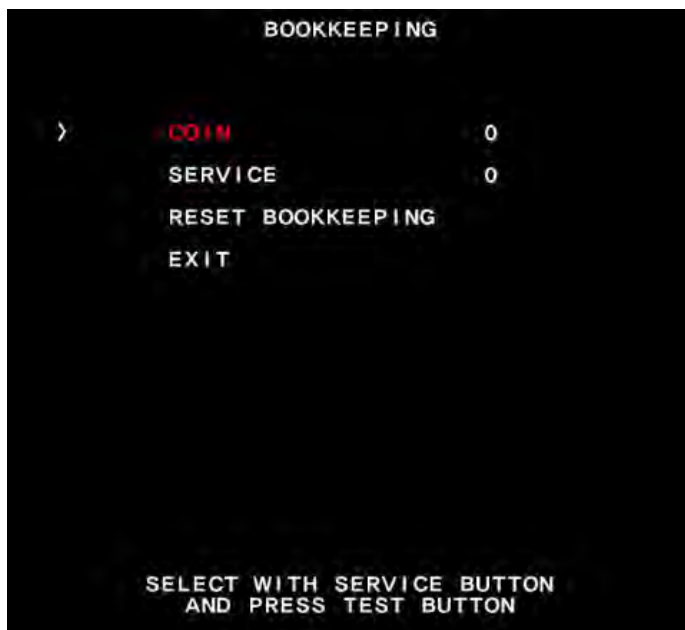 BOOKKEEPING
> COIN 0
SERVICE 0
RESET BOOKKEEPING
EXIT
SELECT WITH SERVICE BUTTON
AND PRESS TEST BUTTON